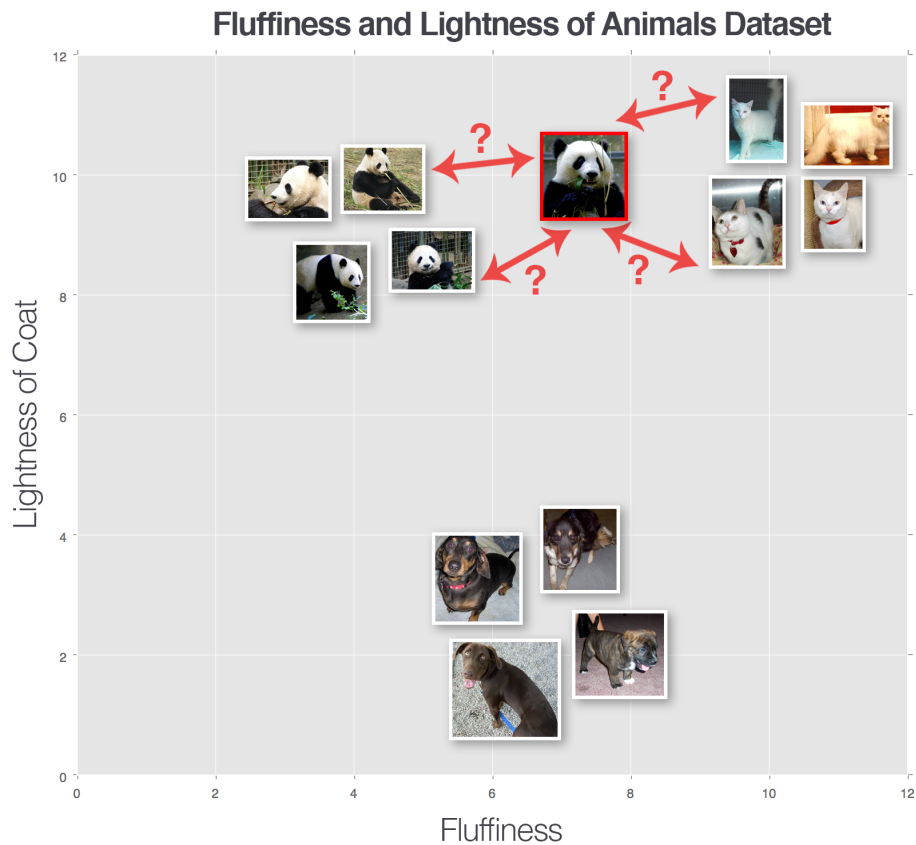 Fluffiness and Lightness of Animals Dataset
12
10
8
6
4
2
0
Lightness of Coat
?
?
?
?
0 2 4 6 8 10 12
Fluffiness